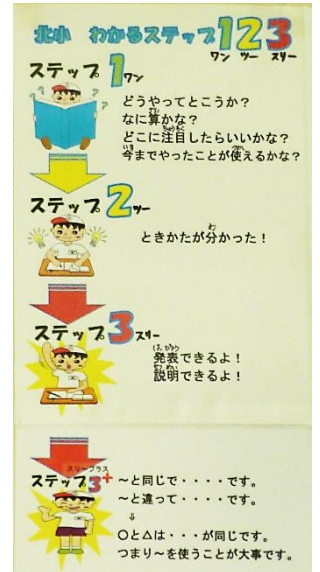 北小 わかるステップ123
ワン ツー スリー
ステップ1ワン
どうやってとこうか？
なに算かな？
どこに注目したらいいかな？
今までやったことが使えるかな？
ステップ2ツー
ときかたが分かった！
ステップ3スリー
発表できるよ！
説明できるよ！
スリープラス
ステップ3+
～と同じで・・・・です。
～と違って・・・・です。
⇓
○と△は・・・が同じです。
つまり～を使うことが大事です。